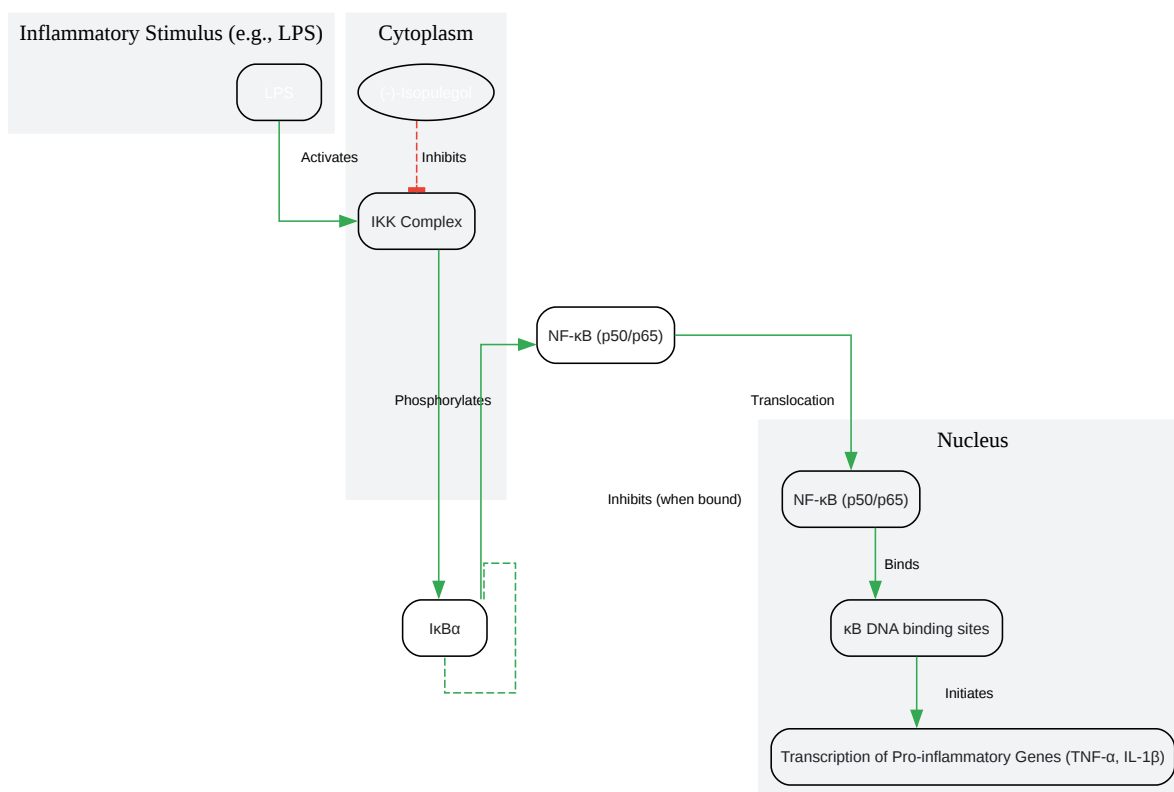 Inflammatory Stimulus (e.g., LPS)
Cytoplasm
LPS
(-)-Isopulegol
Activates
Inhibits
IKK Complex
NF-κB (p50/p65)
Phosphorylates
Translocation
Nucleus
NF-κB (p50/p65)
Inhibits (when bound)
Binds
IκBα
κB DNA binding sites
Initiates
Transcription of Pro-inflammatory Genes (TNF-α, IL-1β)